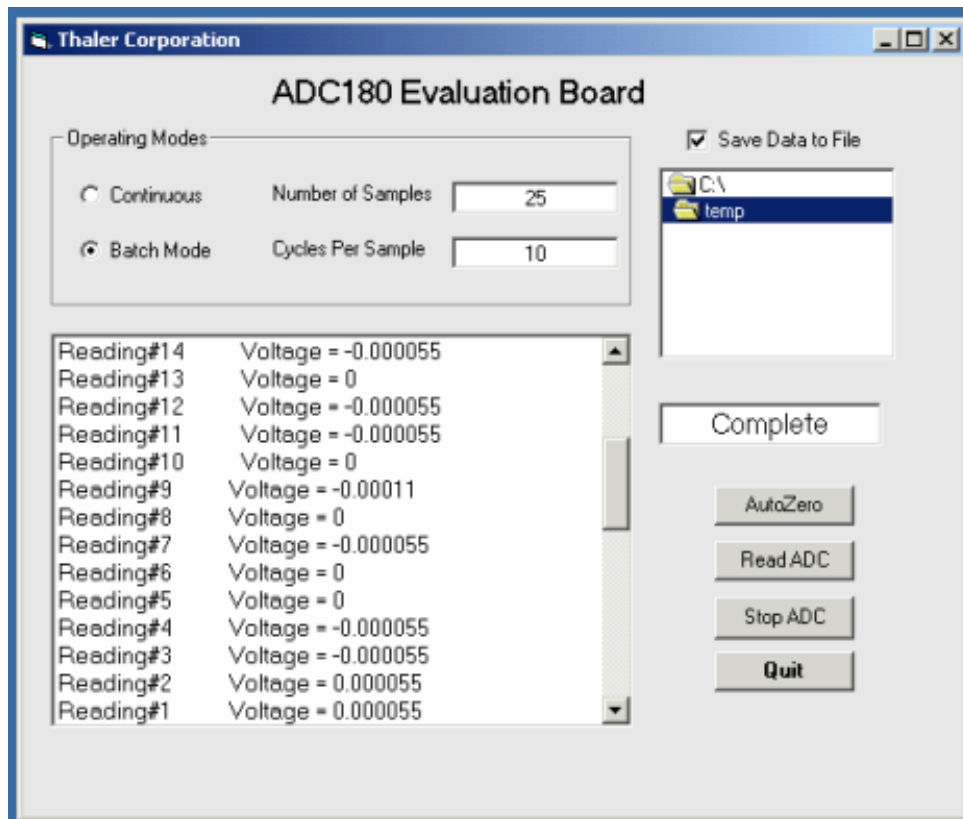 Thaler Corporation
ADC180 Evaluation Board
Operating Modes
Continuous
Number of Samples
25
Batch Mode
Cycles Per Sample
10
Save Data to File
C:\
temp
Reading#14 Voltage = -0.000055
Reading#13 Voltage = 0
Reading#12 Voltage = -0.000055
Reading#11 Voltage = -0.000055
Reading#10 Voltage = 0
Reading#9 Voltage = -0.00011
Reading#8 Voltage = 0
Reading#7 Voltage = -0.000055
Reading#6 Voltage = 0
Reading#5 Voltage = 0
Reading#4 Voltage = -0.000055
Reading#3 Voltage = -0.000055
Reading#2 Voltage = 0.000055
Reading#1 Voltage = 0.000055
Complete
AutoZero
Read ADC
Stop ADC
Quit